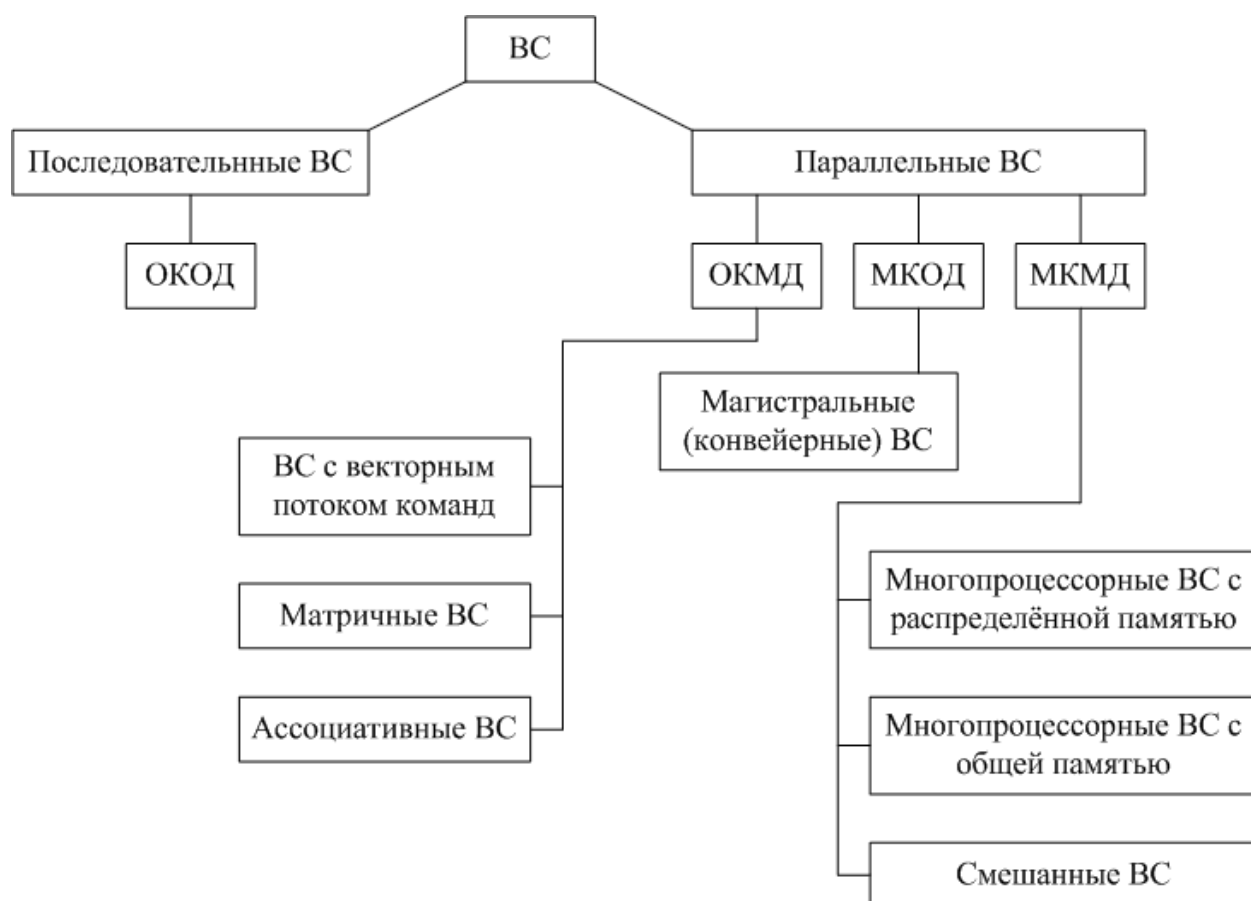 ВС
Последовательнные ВС
Параллельные ВС
ОКОД
ОКМД
МКОД
МКМД
Магистральные
(конвейерные) ВС
ВС с векторным
потоком команд
Матричные ВС
Ассоциативные ВС
Многопроцессорные ВС с
распределённой памятью
Многопроцессорные ВС с
общей памятью
Смешанные ВС